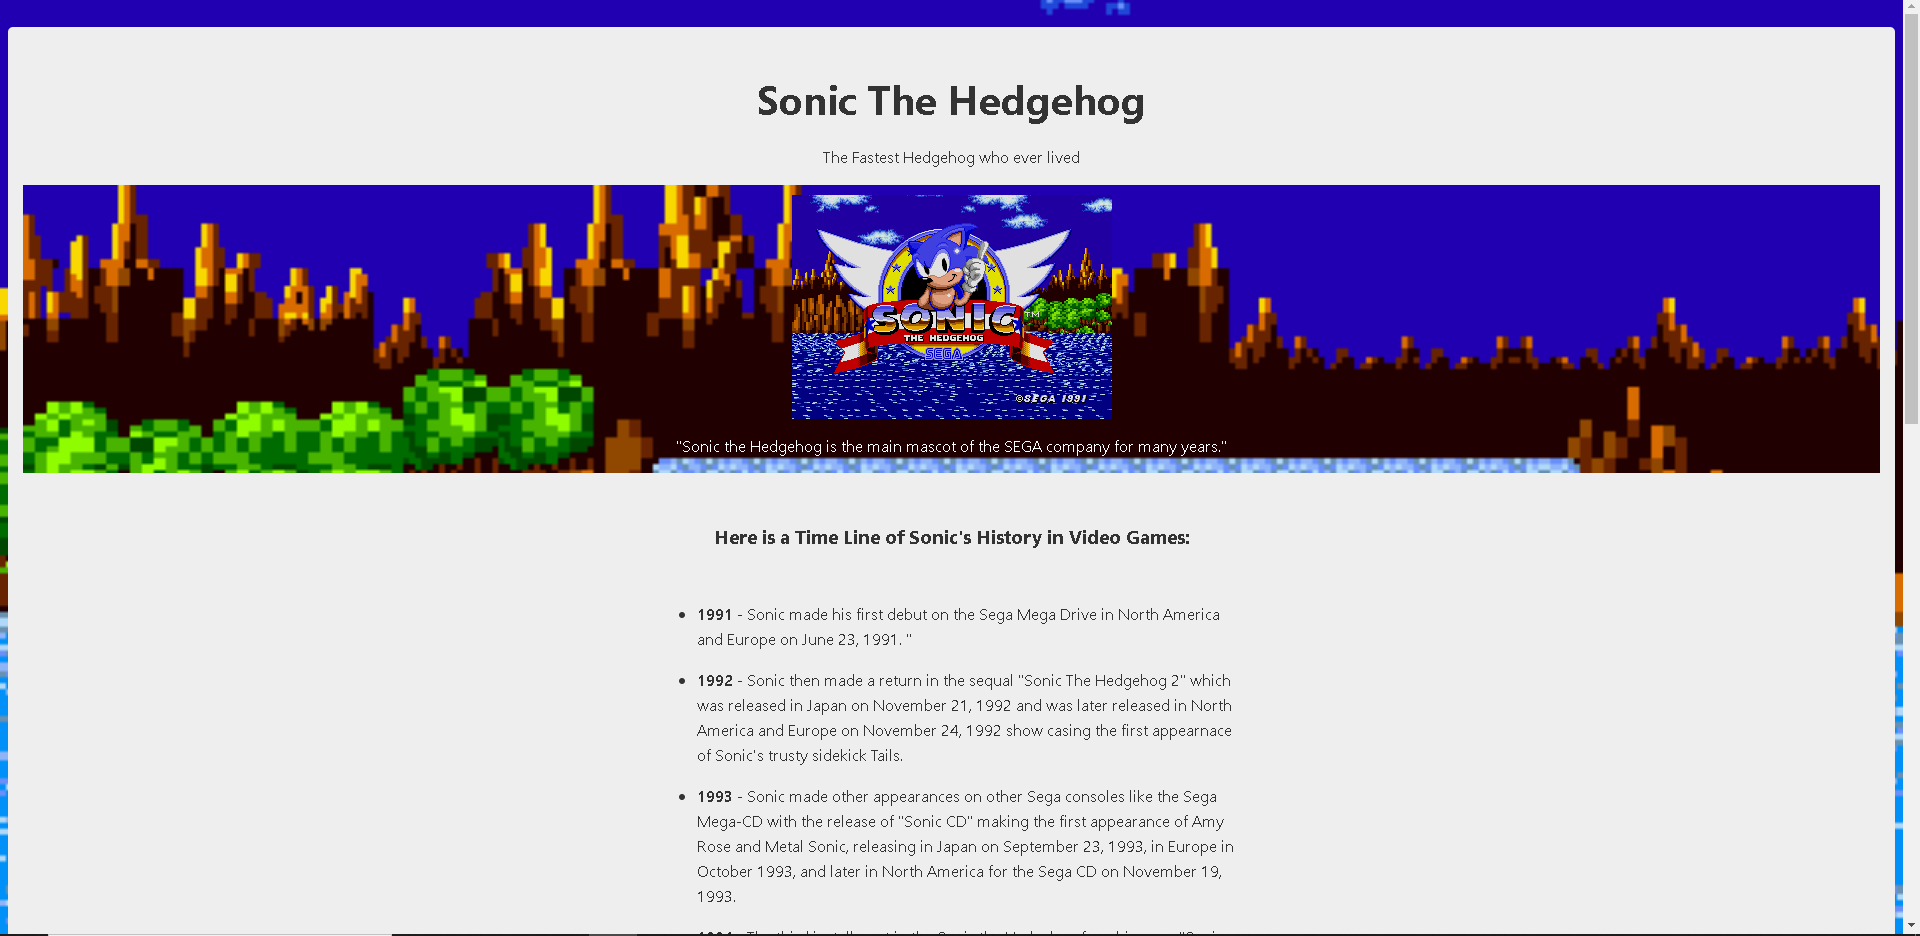 Sonic The Hedgehog
The Fastest Hedgehog who ever lived
SONIC
TM
THE HEDGEHOG
SEGA
©SEGA 1991
"Sonic the Hedgehog is the main mascot of the SEGA company for many years."
Here is a Time Line of Sonic's History in Video Games:
• 1991 - Sonic made his first debut on the Sega Mega Drive in North America
and Europe on June 23, 1991. "
• 1992 - Sonic then made a return in the sequal "Sonic The Hedgehog 2" which
was released in Japan on November 21, 1992 and was later released in North
America and Europe on November 24, 1992 show casing the first appearnace
of Sonic's trusty sidekick Tails.
• 1993 - Sonic made other appearances on other Sega consoles like the Sega
Mega-CD with the release of "Sonic CD" making the first appearance of Amy
Rose and Metal Sonic, releasing in Japan on September 23, 1993, in Europe in
October 1993, and later in North America for the Sega CD on November 19,
1993.